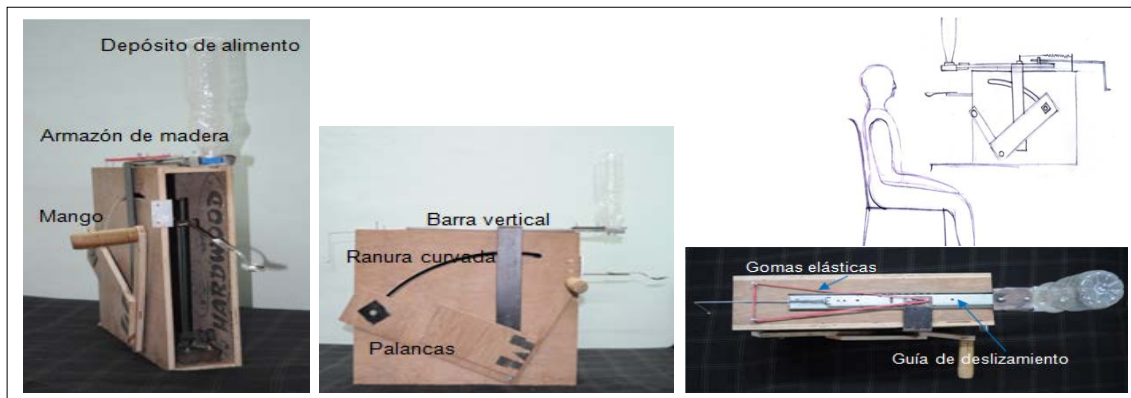 Depósito de alimento
Armazón de madera
Mango
HARDWOOD
Barra vertical
Ranura curvada
Palancas
Gomas elásticas
Guía de deslizamiento